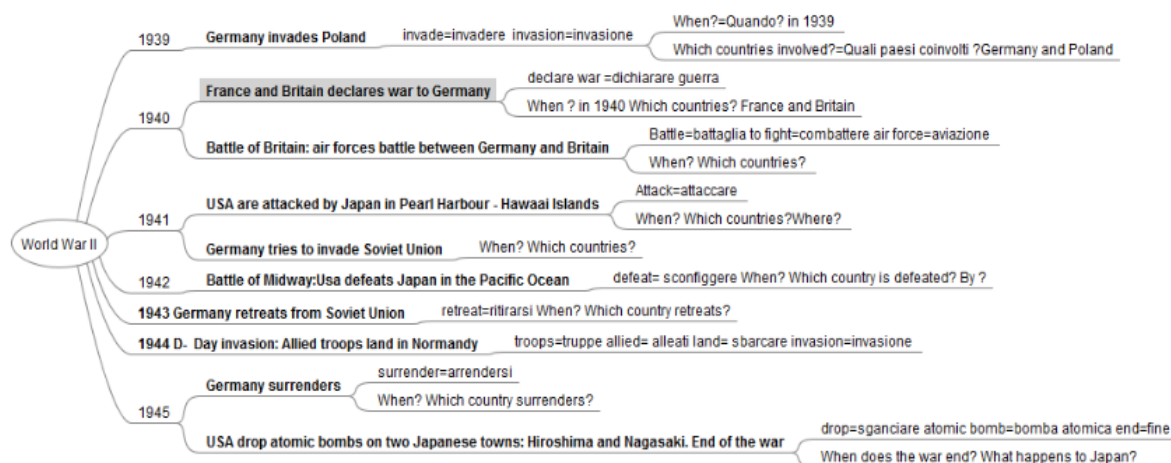 World War II
1939
Germany invades Poland
invade=invadere invasion=invasione
When?=Quando? in 1939
Which countries involved?=Quali paesi coinvolti ?Germany and Poland
1940
France and Britain declares war to Germany
declare war =dichiarare guerra
When ? in 1940 Which countries? France and Britain
Battle of Britain: air forces battle between Germany and Britain
Battle=battaglia to fight=combattere air force=aviazione
When? Which countries?
1941
USA are attacked by Japan in Pearl Harbour - Hawaai Islands
Attack=attaccare
When? Which countries?Where?
Germany tries to invade Soviet Union
When? Which countries?
1942
Battle of Midway:Usa defeats Japan in the Pacific Ocean
defeat= sconfiggere When? Which country is defeated? By ?
1943 Germany retreats from Soviet Union
retreat=ritirarsi When? Which country retreats?
1944 D- Day invasion: Allied troops land in Normandy
troops=truppe allied= alleati land= sbarcare invasion=invasione
1945
Germany surrenders
surrender=arrendersi
When? Which country surrenders?
USA drop atomic bombs on two Japanese towns: Hiroshima and Nagasaki. End of the war
drop=sganciare atomic bomb=bomba atomica end=fine
When does the war end? What happens to Japan?